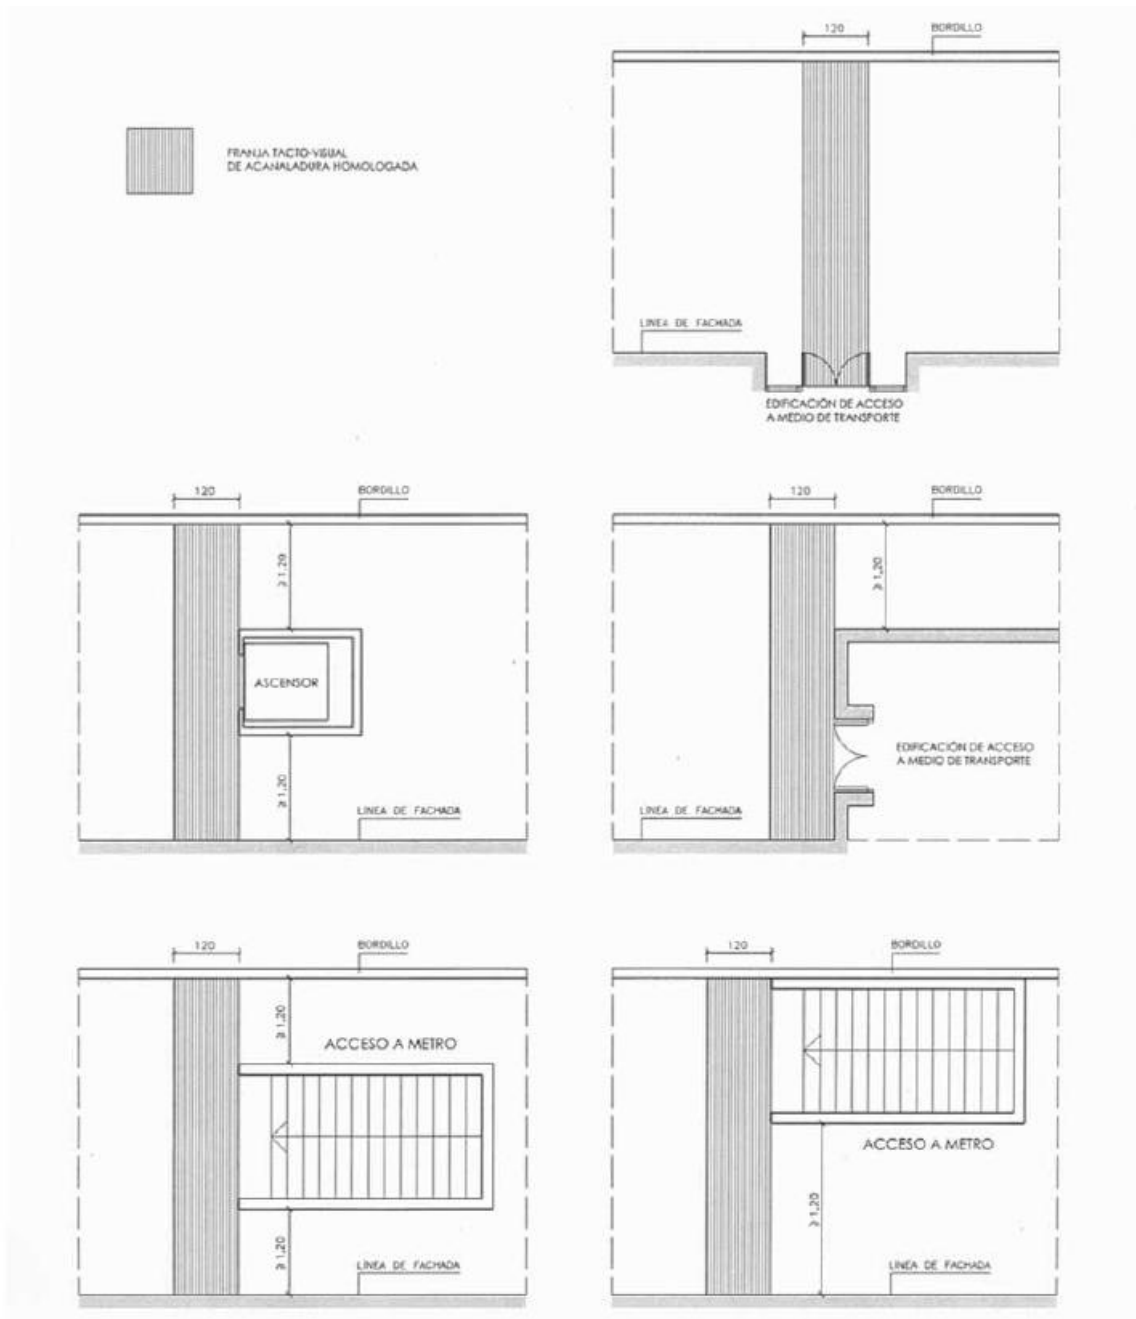 120
BORDILLO
FRANJA TACTO-VISUAL
DE ACANALADURA HOMOLOGADA
LINEA DE FACHADA
EDIFICACIÓN DE ACCESO
A MEDIO DE TRANSPORTE
120
BORDILLO
≥ 1,20
ASCENSOR
≥ 1,20
LINEA DE FACHADA
120
BORDILLO
≥ 1,20
EDIFICACIÓN DE ACCESO
A MEDIO DE TRANSPORTE
LINEA DE FACHADA
120
BORDILLO
≥ 1,20
ACCESO A METRO
≥ 1,20
LÍNEA DE FACHADA
120
BORDILLO
ACCESO A METRO
≥ 1,20
LINEA DE FACHADA